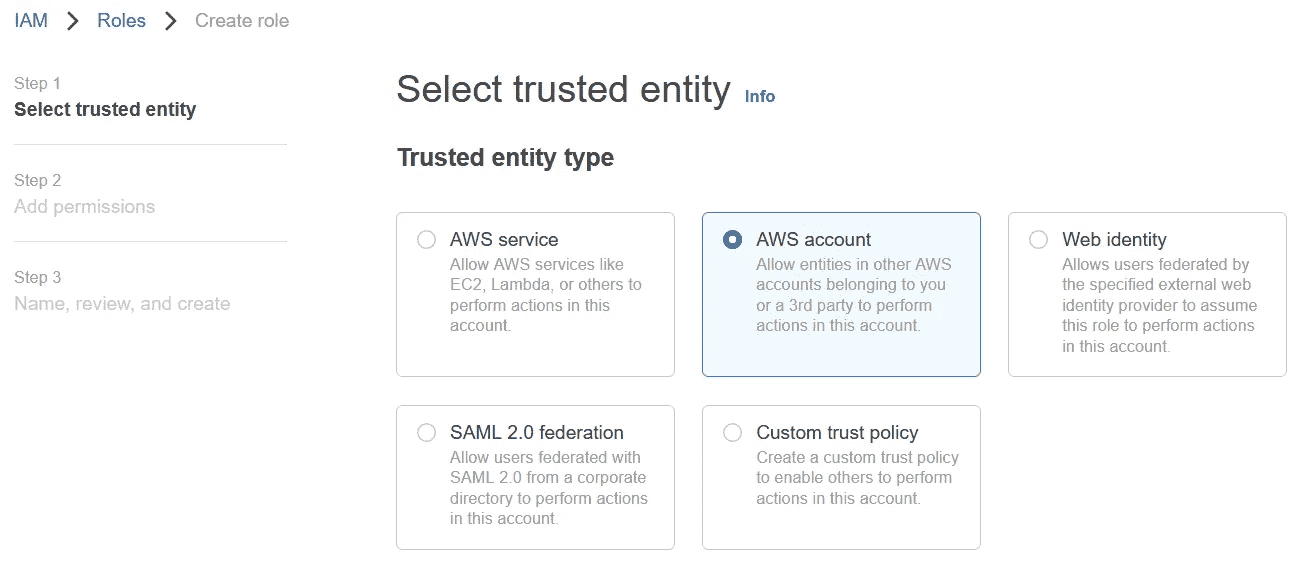 IAM > Roles > Create role
Step 1
Select trusted entity
Step 2
Add permissions
Step 3
Name, review, and create
Select trusted entity Info
Trusted entity type
AWS service
Allow AWS services like
EC2, Lambda, or others to
perform actions in this
account.
AWS account
Allow entities in other AWS
accounts belonging to you
or a 3rd party to perform
actions in this account.
Web identity
Allows users federated by
the specified external web
identity provider to assume
this role to perform actions
in this account.
SAML 2.0 federation
Allow users federated with
SAML 2.0 from a corporate
directory to perform actions
in this account.
Custom trust policy
Create a custom trust policy
to enable others to perform
actions in this account.